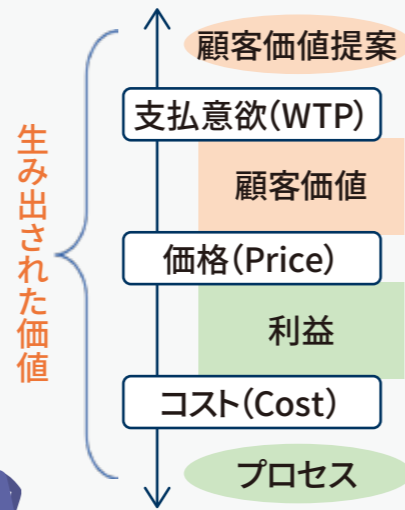 顧客価値提案
支払意欲(WTP)
顧客価値
生み出された価値
価格(Price)
利益
コスト(Cost)
プロセス